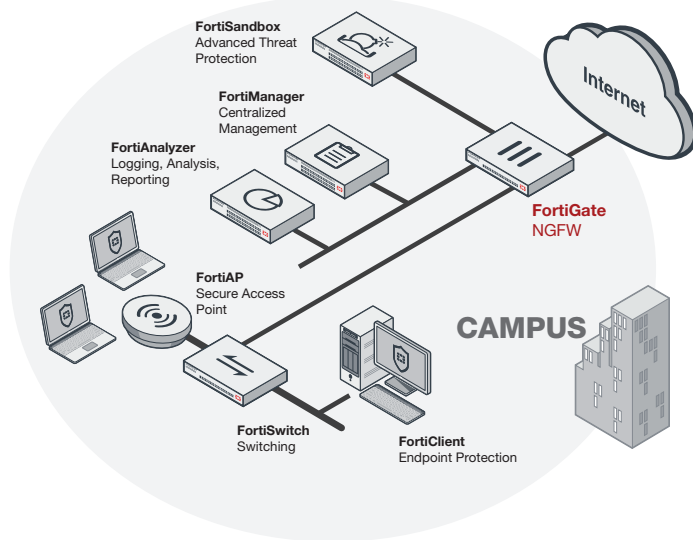 FortiSandbox
Advanced Threat
Protection
FortiManager
Centralized
Management
FortiAnalyzer
Logging, Analysis,
Reporting
Internet
FortiGate
NGFW
FortiAP
Secure Access
Point
CAMPUS
FortiSwitch
Switching
FortiClient
Endpoint Protection